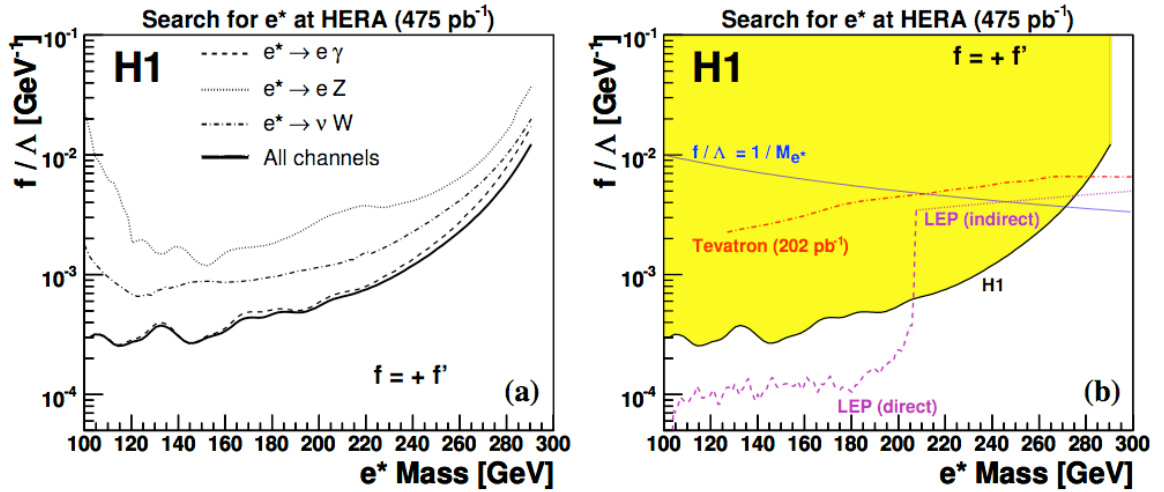 Search for e* at HERA (475 pb⁻¹)
H1
e* → e γ
e* → e Z
e* → ν W
All channels
f = + f'
(a)
f / Λ [GeV⁻¹]
10⁻¹
10⁻²
10⁻³
10⁻⁴
100 120 140 160 180 200 220 240 260 280 300
e* Mass [GeV]
Search for e* at HERA (475 pb⁻¹)
H1
f = + f'
f / Λ = 1 / Mₑ*
Tevatron (202 pb⁻¹)
LEP (indirect)
H1
LEP (direct)
(b)
f / Λ [GeV⁻¹]
10⁻¹
10⁻²
10⁻³
10⁻⁴
100 120 140 160 180 200 220 240 260 280 300
e* Mass [GeV]